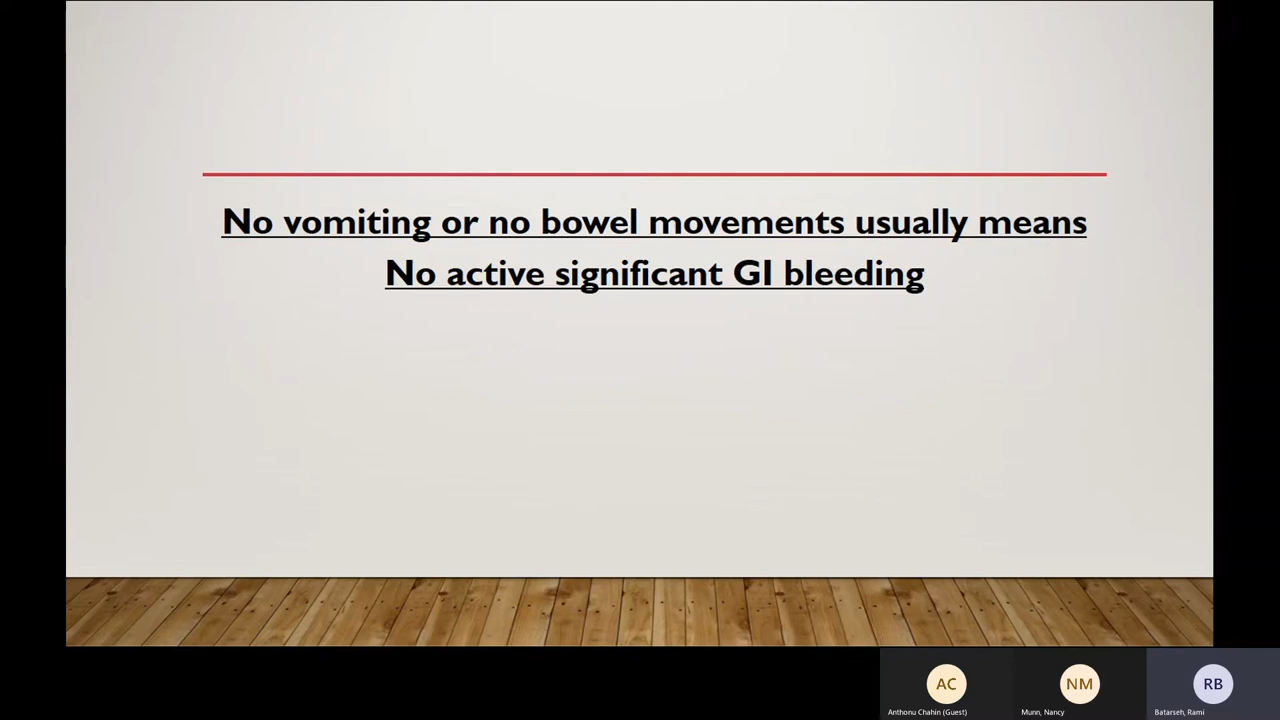 No vomiting or no bowel movements usually means
No active significant GI bleeding
AC
NM
RB
Anthonu Chahin (Guest)
Munn, Nancy
Batarseh, Rami